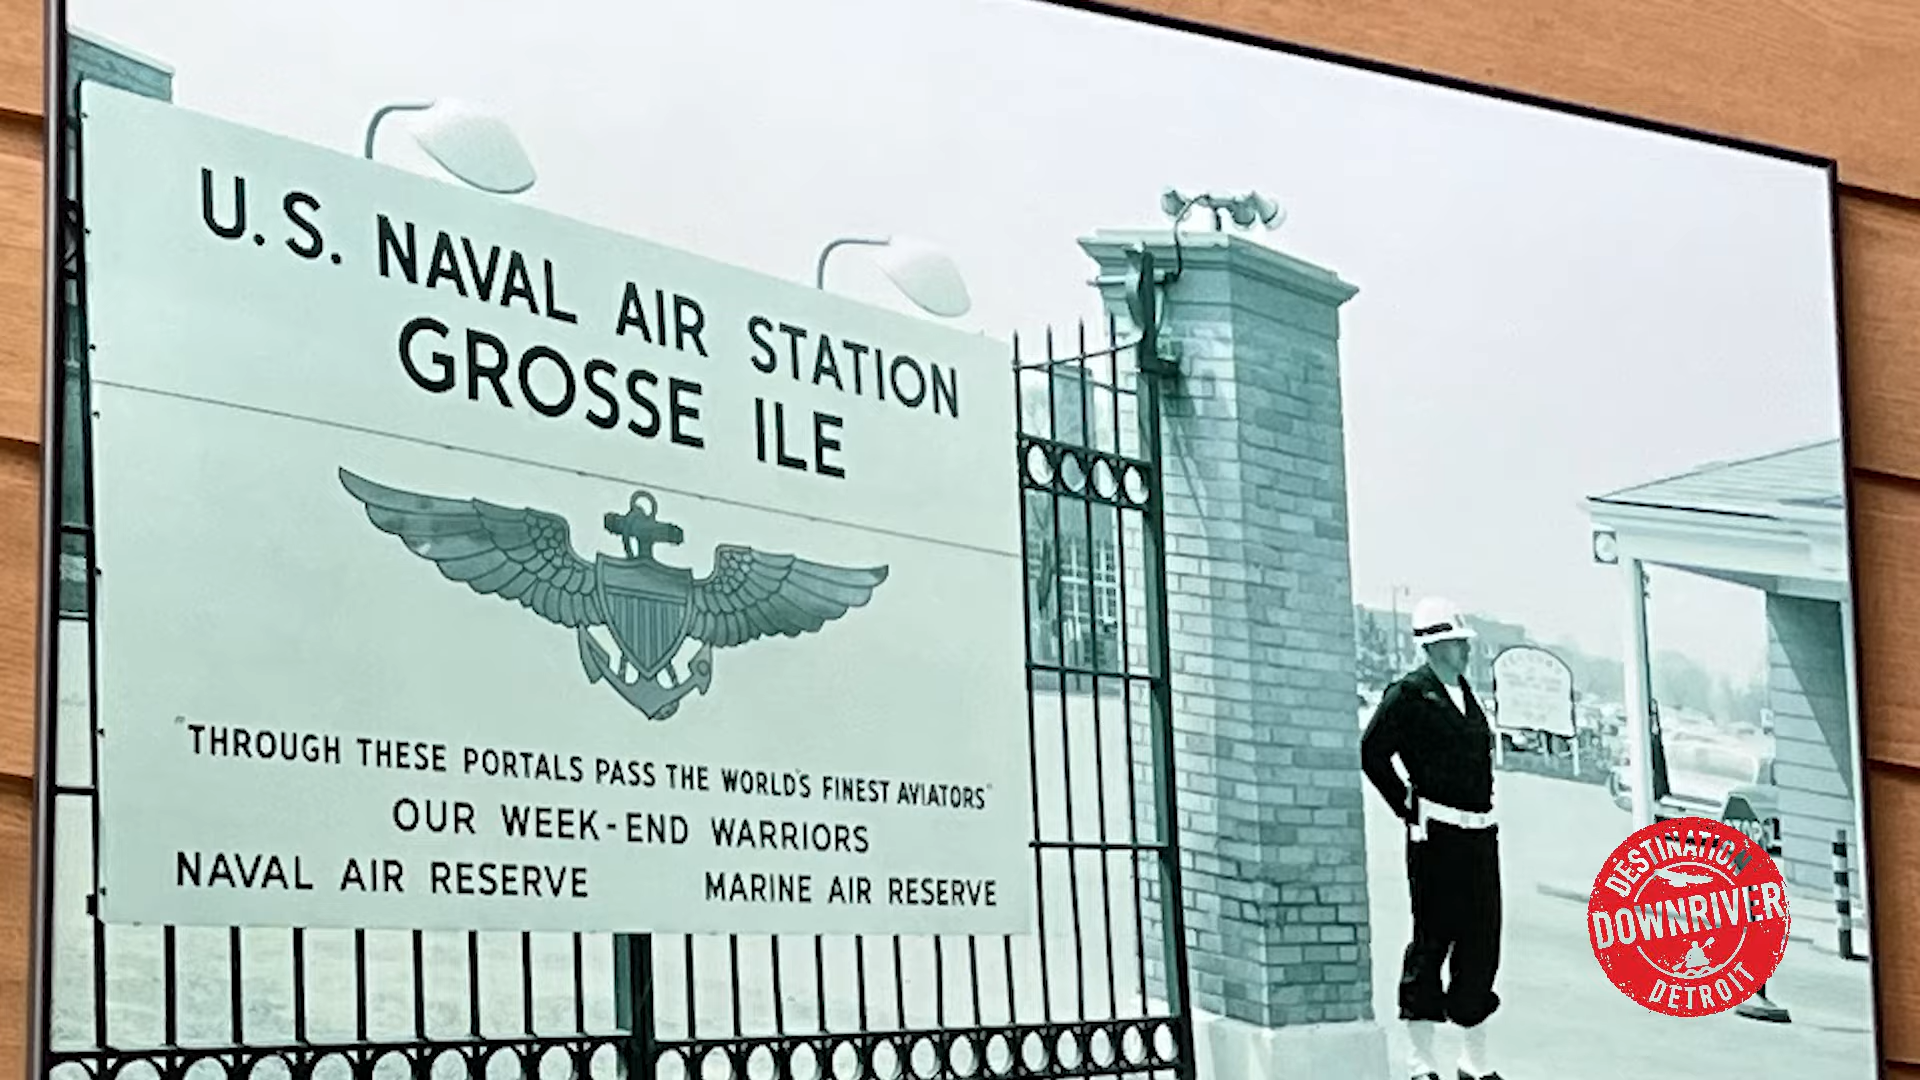 U.S. NAVAL AIR STATION
GROSSE ILE
"THROUGH THESE PORTALS PASS THE WORLD'S FINEST AVIATORS"
OUR WEEK-END WARRIORS
NAVAL AIR RESERVE MARINE AIR RESERVE
STOP
DESTINATION
DOWNRIVER
DETROIT